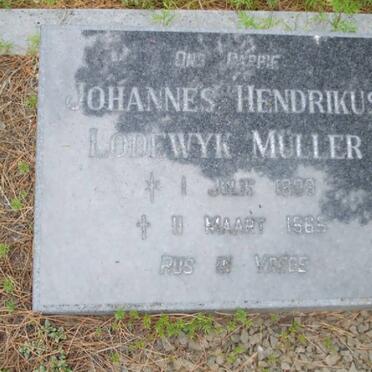 ONS PAPPIE
JOHANNES HENDRIKUS
LODEWYK MULLER
1 JULIE
11 MAART
RUS IN VREDE